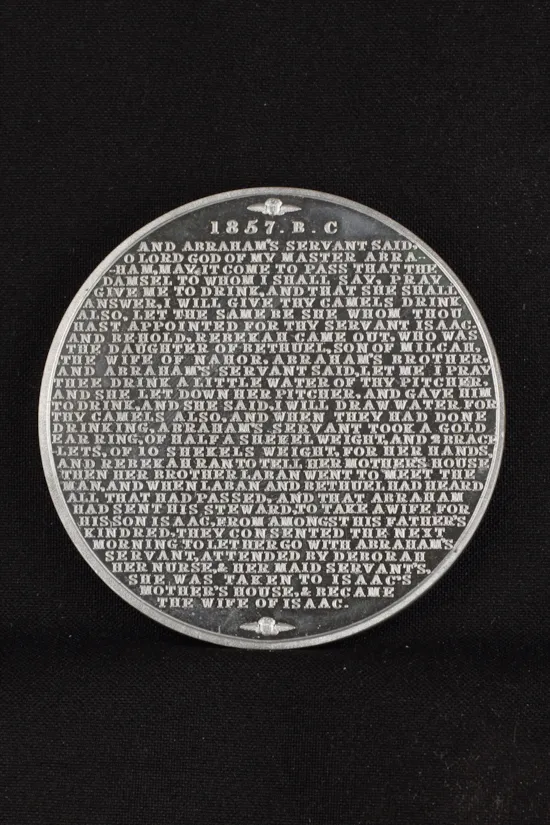 1857. B. C
AND ABRAHAM'S SERVANT SAID.
O LORD GOD OF MY MASTER ABRA--
-HAM, MAY IT COME TO PASS THAT THE
DAMSEL TO WHOM I SHALL SAY, PRAY
GIVE ME TO DRINK, AND THAT SHE SHALL
ANSWER, I WILL GIVE THY CAMELS DRINK
ALSO, LET THE SAME BE SHE WHOM THOU
HAST APPOINTED FOR THY SERVANT ISAAC.
AND BEHOLD, REBEKAH CAME OUT, WHO WAS
THE DAUGHTER OF BETHUEL, SON OF MILCAH.
THE WIFE OF NAHOR, ABRAHAM'S BROTHER.
AND ABRAHAM'S SERVANT SAID, LET ME I PRAY
THEE DRINK A LITTLE WATER OF THY PITCHER,
AND SHE LET DOWN HER PITCHER, AND GAVE HIM
TO DRINK, AND SHE SAID, I WILL DRAW WATER FOR
THY CAMELS ALSO, AND WHEN THEY HAD DONE
DRINKING, ABRAHAM'S SERVANT TOOK A GOLD
EAR RING, OF HALF A SHEKEL WEIGHT, AND 2 BRACE
LETS, OF 10 SHEKELS WEIGHT, FOR HER HANDS,
AND REBEKAH RAN TO TELL HER MOTHER'S HOUSE
THEN HER BROTHER LABAN WENT TO MEET THE
MAN, AND WHEN LABAN AND BETHUEL HAD HEARD
ALL THAT HAD PASSED, AND THAT ABRAHAM
HAD SENT HIS STEWARD, TO TAKE A WIFE FOR
HIS SON ISAAC, FROM AMONGST HIS FATHER'S
KINDRED, THEY CONSENTED THE NEXT
MORNING TO LET HER GO WITH ABRAHAM'S
SERVANT, ATTENDED BY DEBORAH
HER NURSE, & HER MAID SERVANT'S,
SHE WAS TAKEN TO ISAAC'S
MOTHER'S HOUSE, & BECAME
THE WIFE OF ISAAC.